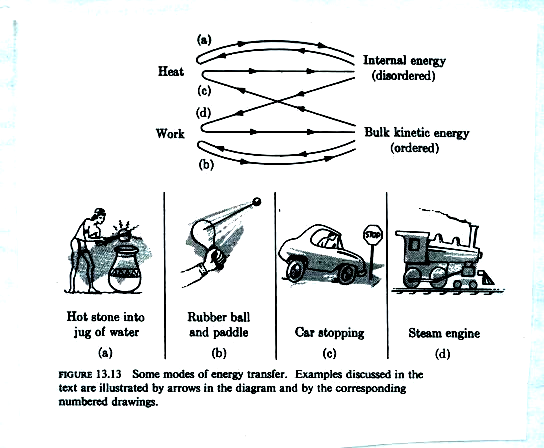 (a)
Heat
Internal energy
(disordered)
(c)
(d)
Work
Bulk kinetic energy
(ordered)
(b)
STOP
Hot stone into
jug of water
(a)
Rubber ball
and paddle
(b)
Car stopping
(c)
Steam engine
(d)
FIGURE 13.13 Some modes of energy transfer. Examples discussed in the
text are illustrated by arrows in the diagram and by the corresponding
numbered drawings.